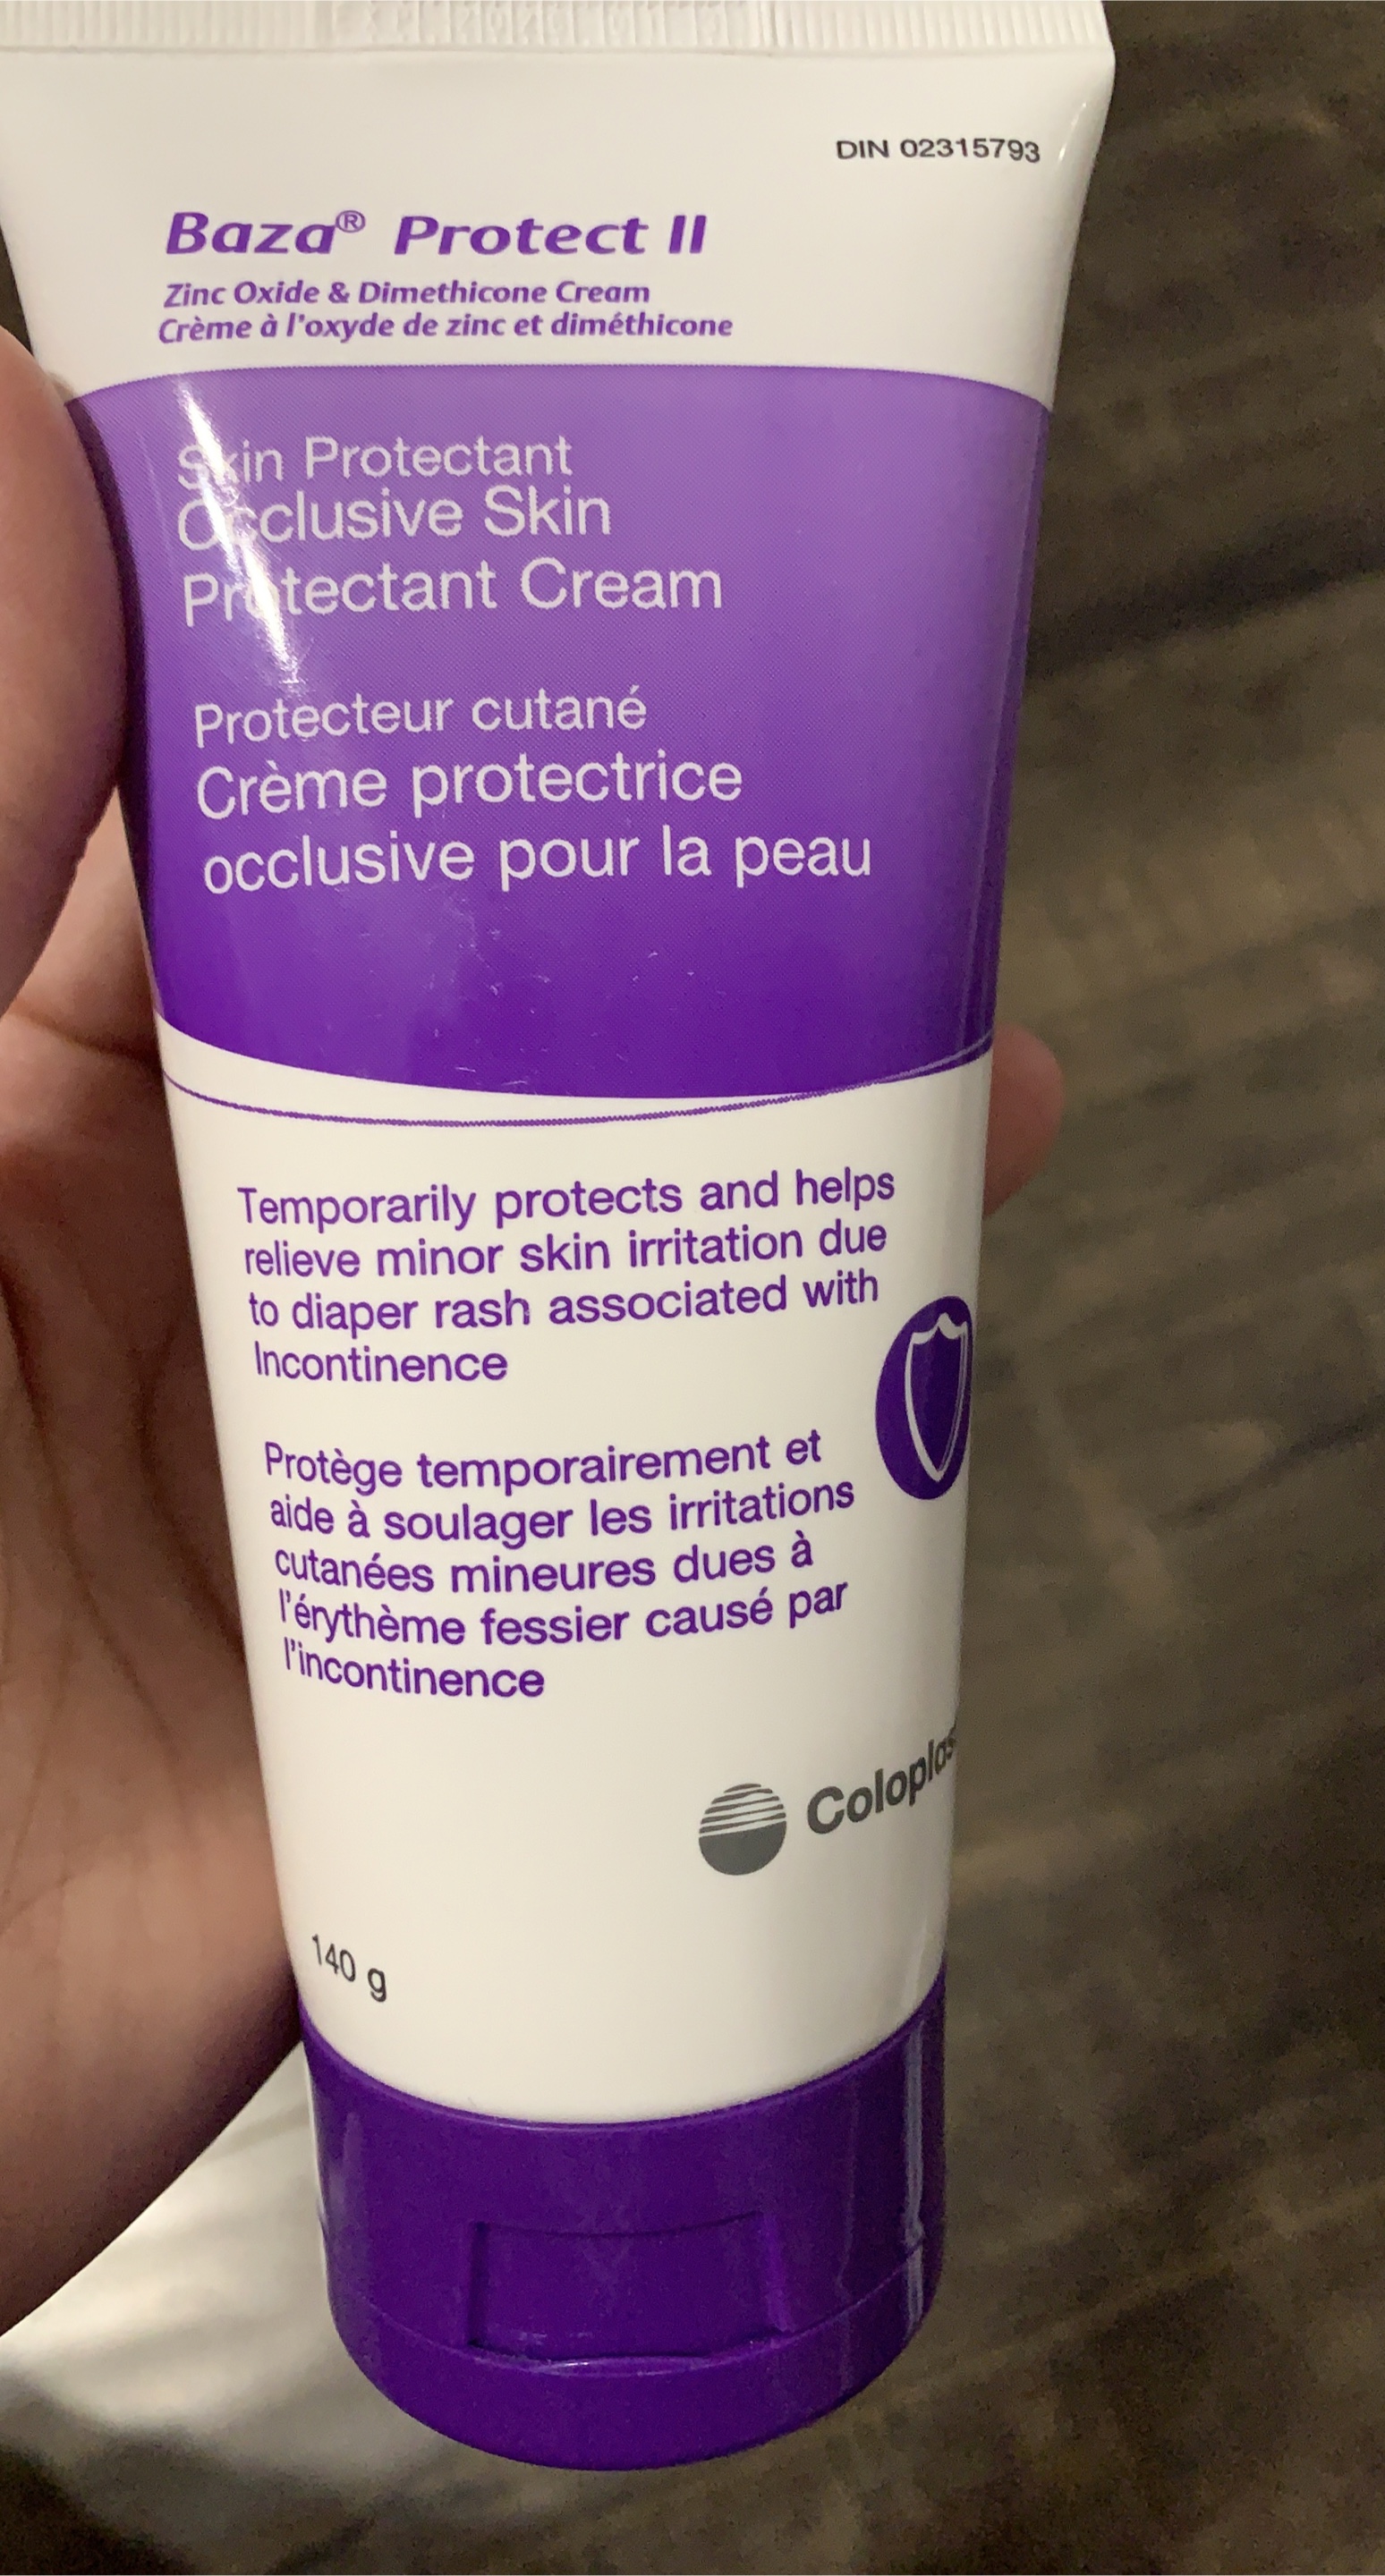 DIN 02315793
Baza® Protect II
Zinc Oxide & Dimethicone Cream
Crème à l'oxyde de zinc et diméthicone
Skin Protectant
Occlusive Skin
Protectant Cream
Protecteur cutané
Crème protectrice
occlusive pour la peau
Temporarily protects and helps
relieve minor skin irritation due
to diaper rash associated with
Incontinence
Protège temporairement et
aide à soulager les irritations
cutanées mineures dues à
l'érythème fessier causé par
l'incontinence
Coloplas
140 g